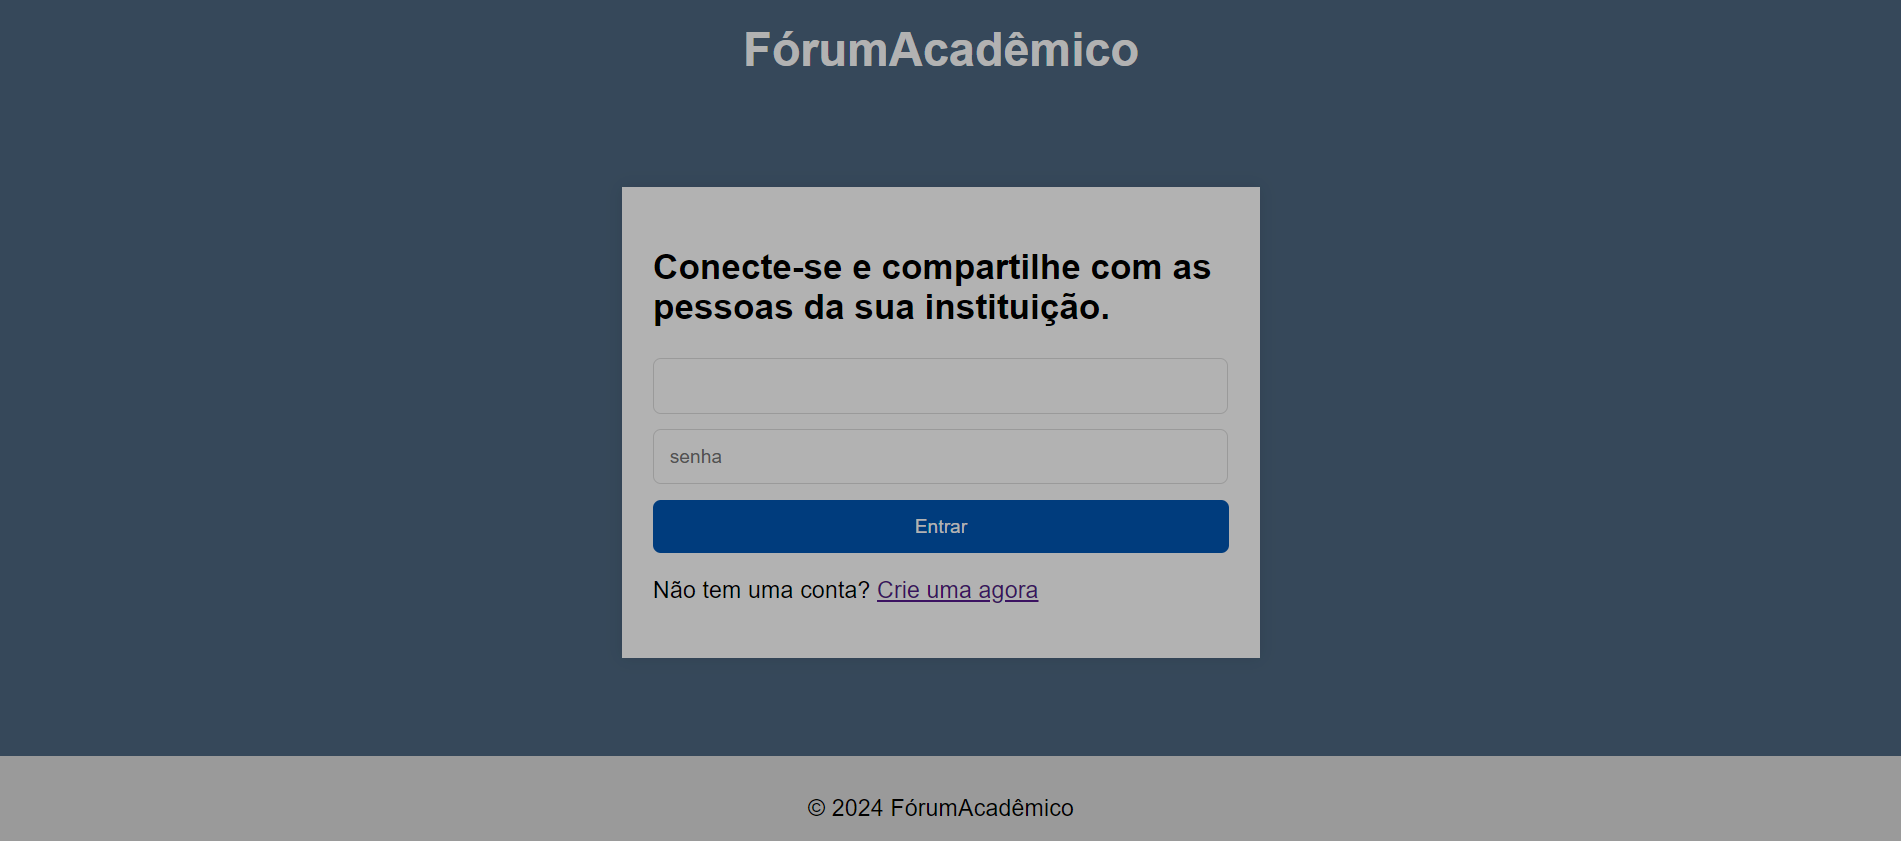 FórumAcadêmico
Conecte-se e compartilhe com as
pessoas da sua instituição.
senha
Entrar
Não tem uma conta? Crie uma agora
© 2024 FórumAcadêmico